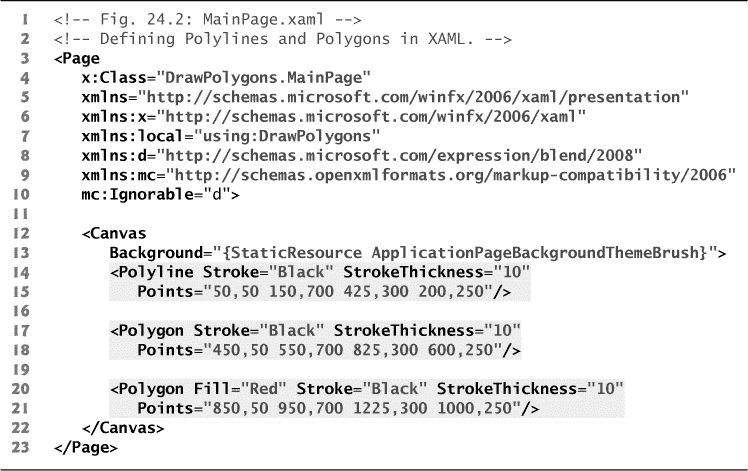 1 <!-- Fig. 24.2: MainPage.xaml -->
2 <!-- Defining Polylines and Polygons in XAML. -->
3 <Page
4 x:Class="DrawPolygons.MainPage"
5 xmlns="http://schemas.microsoft.com/winfx/2006/xaml/presentation"
6 xmlns:x="http://schemas.microsoft.com/winfx/2006/xaml"
7 xmlns:local="using:DrawPolygons"
8 xmlns:d="http://schemas.microsoft.com/expression/blend/2008"
9 xmlns:mc="http://schemas.openxmlformats.org/markup-compatibility/2006"
10 mc:Ignorable="d">
11
12 <Canvas
13 Background="{StaticResource ApplicationPageBackgroundThemeBrush}">
14 <Polyline Stroke="Black" StrokeThickness="10"
15 Points="50,50 150,700 425,300 200,250"/>
16
17 <Polygon Stroke="Black" StrokeThickness="10"
18 Points="450,50 550,700 825,300 600,250"/>
19
20 <Polygon Fill="Red" Stroke="Black" StrokeThickness="10"
21 Points="850,50 950,700 1225,300 1000,250"/>
22 </Canvas>
23 </Page>